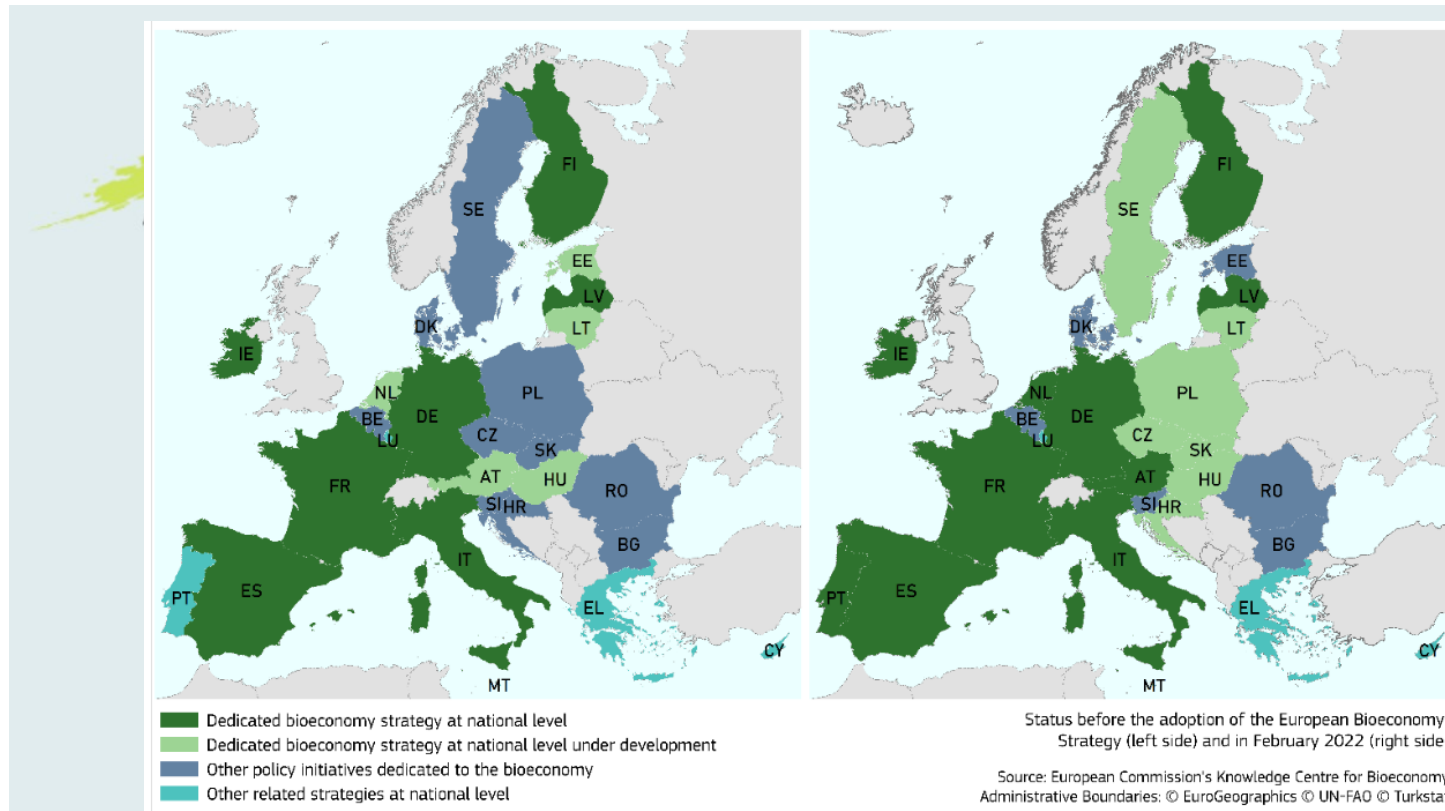 FI
SE
EE
LV
LT
DK
IE
NL
PL
BE
DE
LU
CZ
SK
AT
HU
FR
SI
HR
RO
BG
IT
PT
ES
EL
CY
MT
FI
SE
EE
LV
LT
DK
IE
NL
PL
BE
DE
LU
CZ
SK
AT
HU
FR
SI
HR
RO
BG
IT
PT
ES
EL
CY
MT
Dedicated bioeconomy strategy at national level
Dedicated bioeconomy strategy at national level under development
Other policy initiatives dedicated to the bioeconomy
Other related strategies at national level
Status before the adoption of the European Bioeconomy
Strategy (left side) and in February 2022 (right side
Source: European Commission's Knowledge Centre for Bioeconomy
Administrative Boundaries: © EuroGeographics © UN-FAO © Turkstat